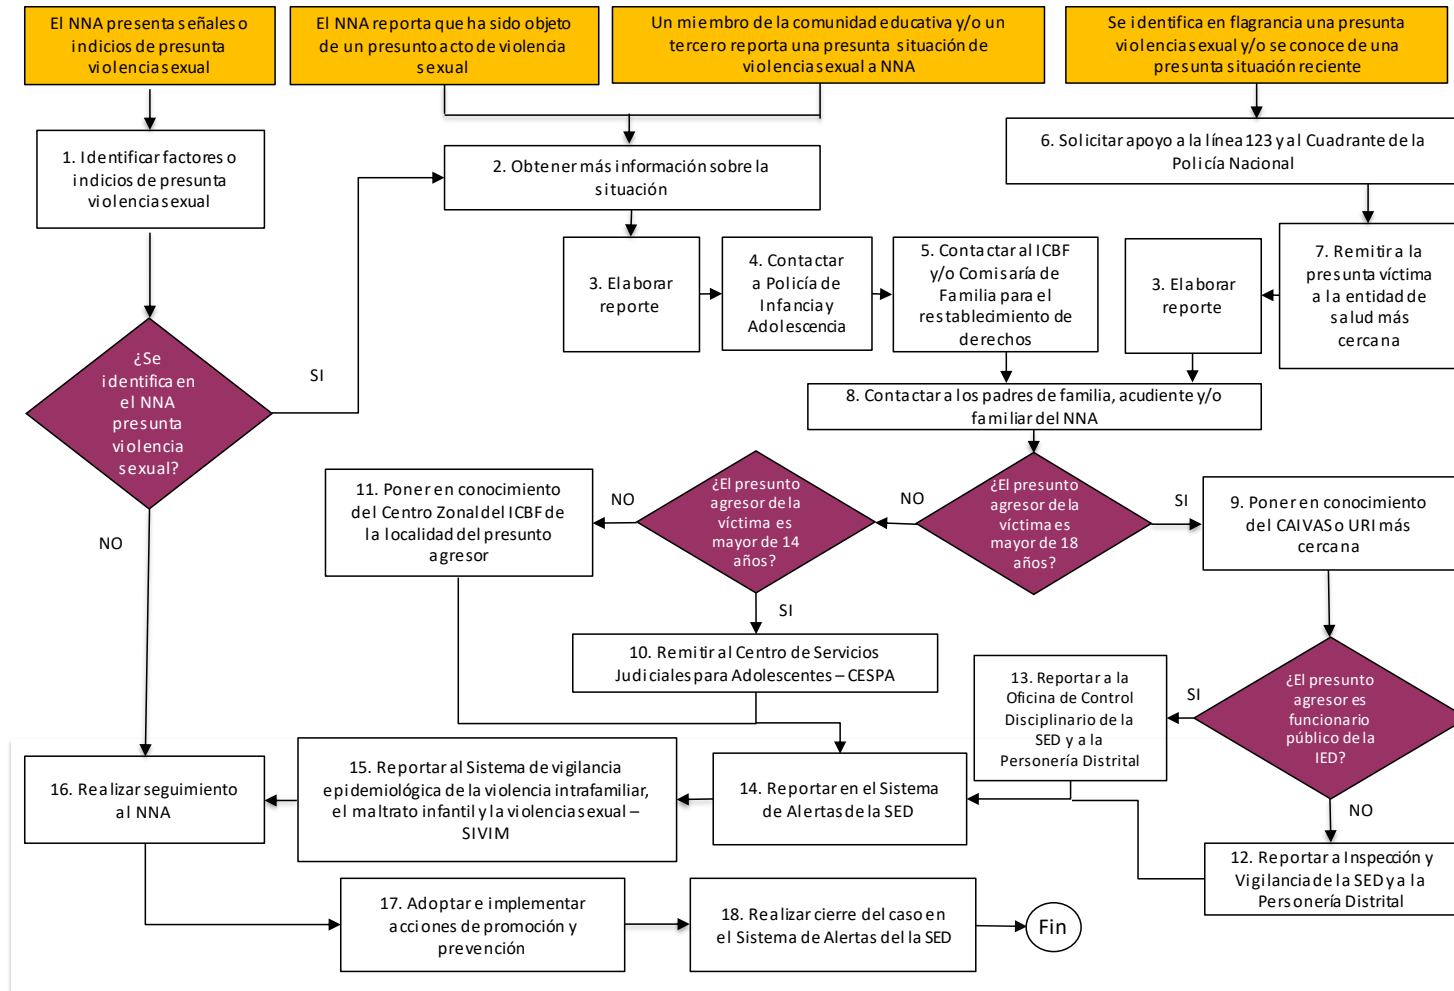 El NNA presenta señales o
indicios de presunta
violencia sexual
El NNA reporta que ha sido objeto
de un presunto acto de violencia
sexual
Un miembro de la comunidad educativa y/o un
tercero reporta una presunta situación de
violencia sexual a NNA
Se identifica en flagrancia una presunta
violencia sexual y/o se conoce de una
presunta situación reciente
1. Identificar factores o
indicios de presunta
violencia sexual
2. Obtener más información sobre la
situación
6. Solicitar apoyo a la línea 123 y al Cuadrante de la
Policía Nacional
3. Elaborar
reporte
4. Contactar
a Policía de
Infancia y
Adolescencia
5. Contactar al ICBF
y/o Comisaría de
Familia para el
restablecimiento de
derechos
3. Elaborar
reporte
7. Remitir a la
presunta víctima
a la entidad de
salud más
cercana
¿Se
identifica en
el NNA
presunta
violencia
sexual?
SI
NO
8. Contactar a los padres de familia, acudiente y/o
familiar del NNA
11. Poner en conocimiento
del Centro Zonal del ICBF de
la localidad del presunto
agresor
NO
¿El presunto
agresor de la
víctima es
mayor de 14
años?
NO
¿El presunto
agresor de la
víctima es
mayor de 18
años?
SI
9. Poner en conocimiento
del CAIVAS o URI más
cercana
SI
10. Remitir al Centro de Servicios
Judiciales para Adolescentes – CESPA
13. Reportar a la
Oficina de Control
Disciplinario de la
SED y a la
Personería Distrital
SI
¿El presunto
agresor es
funcionario
público de la
IED?
NO
16. Realizar seguimiento
al NNA
15. Reportar al Sistema de vigilancia
epidemiológica de la violencia intrafamiliar,
el maltrato infantil y la violencia sexual –
SIVIM
14. Reportar en el Sistema
de Alertas de la SED
12. Reportar a Inspección y
Vigilancia de la SED y a la
Personería Distrital
17. Adoptar e implementar
acciones de promoción y
prevención
18. Realizar cierre del caso en
el Sistema de Alertas del la SED
Fin